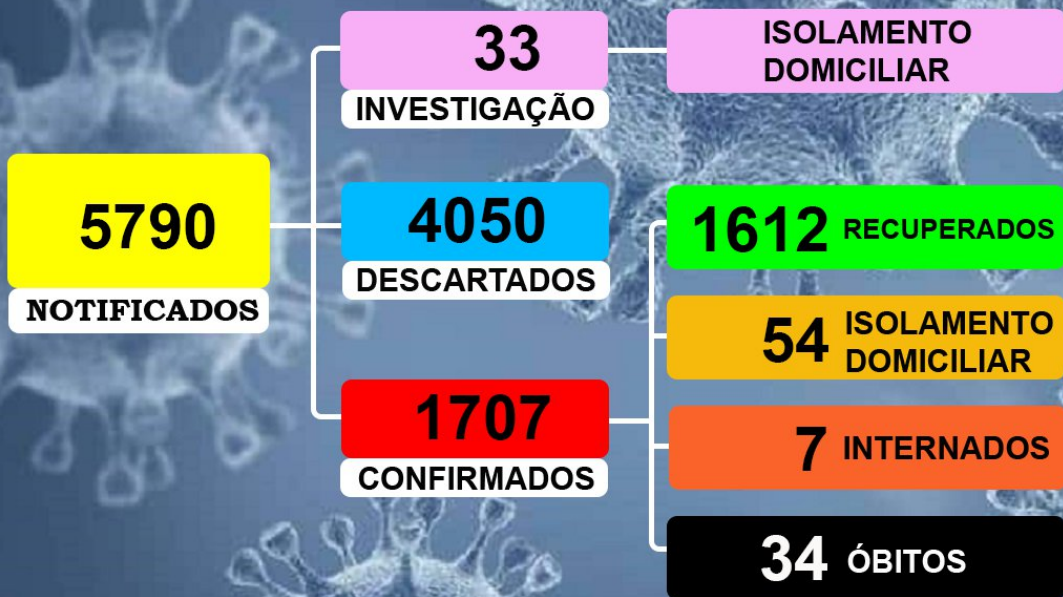 5790
NOTIFICADOS
33
INVESTIGAÇÃO
ISOLAMENTO
DOMICILIAR
4050
DESCARTADOS
1707
CONFIRMADOS
1612 RECUPERADOS
54 ISOLAMENTO
DOMICILIAR
7 INTERNADOS
34 ÓBITOS